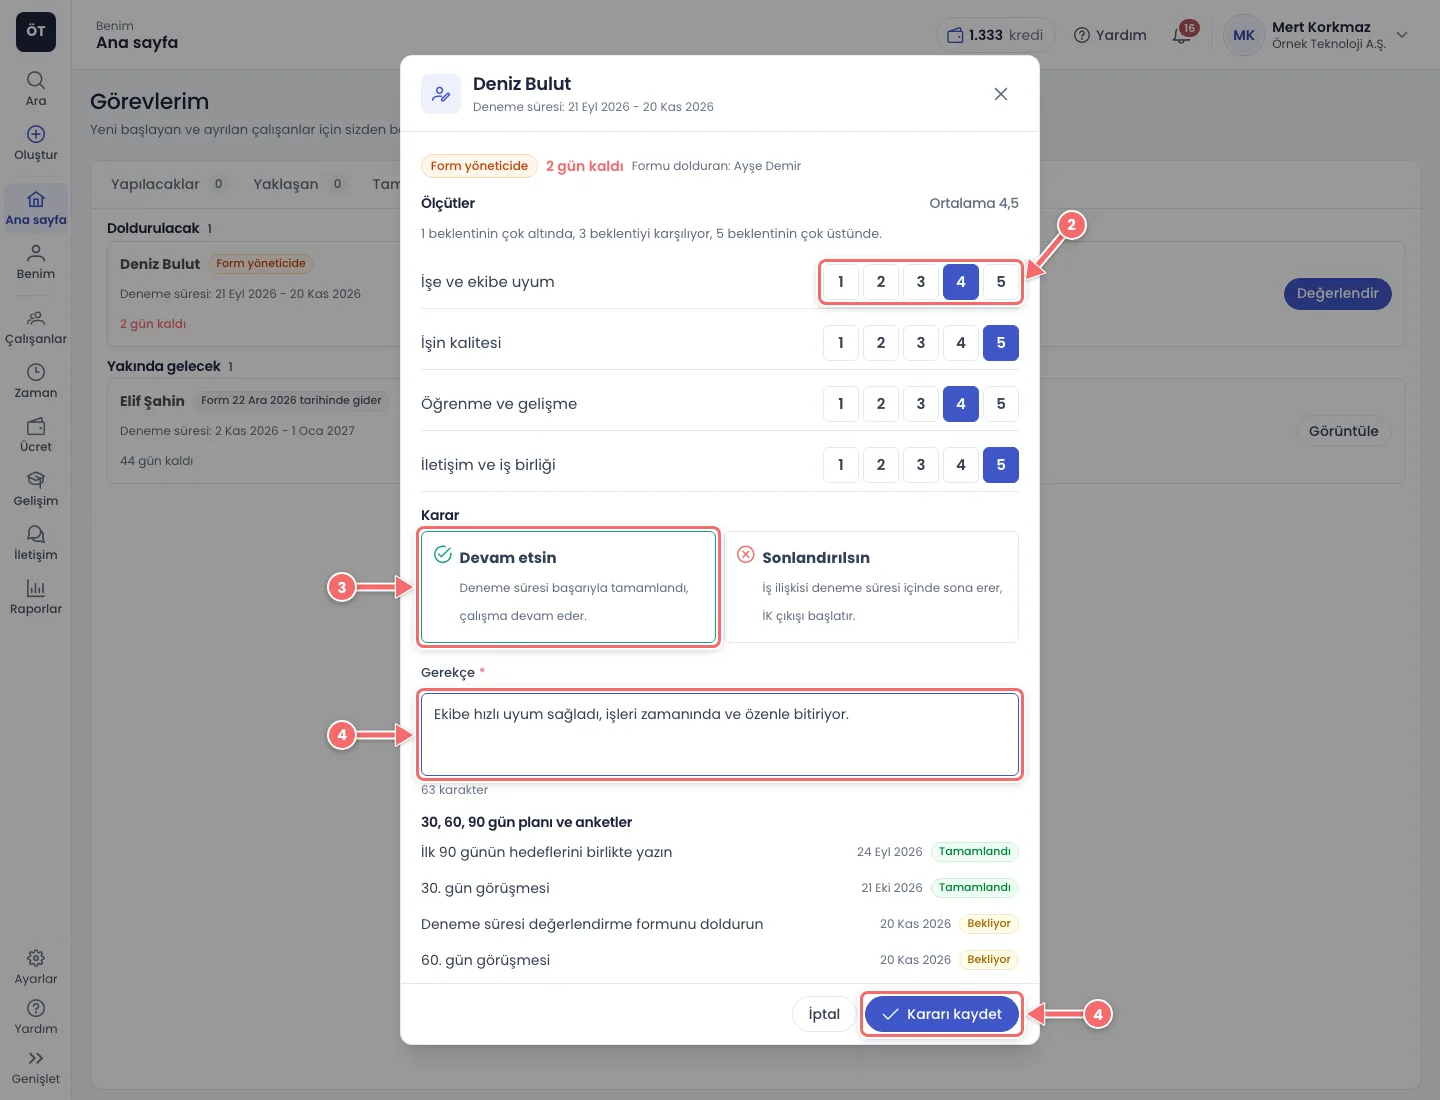 ÖT
Benim
Ana sayfa
1.333 kredi
Yardım
16
MK
Mert Korkmaz
Örnek Teknoloji A.Ş.
Ara
Oluştur
Ana sayfa
Benim
Çalışanlar
Zaman
Ücret
Gelişim
İletişim
Raporlar
Ayarlar
Yardım
Genişlet
Görevlerim
Yeni başlayan ve ayrılan çalışanlar için sizden
Yapılacaklar 0
Yaklaşan 0
Doldurulacak 1
Deniz Bulut Form yöneticide
Deneme süresi: 21 Eyl 2026 - 20 Kas 2026
2 gün kaldı
Değerlendir
Yakında gelecek 1
Elif Şahin Form 22 Ara 2026 tarihinde gider
Deneme süresi: 2 Kas 2026 - 1 Oca 2027
44 gün kaldı
Görüntüle
Deniz Bulut
Deneme süresi: 21 Eyl 2026 - 20 Kas 2026
Form yöneticide 2 gün kaldı Formu dolduran: Ayşe Demir
Ölçütler Ortalama 4,5
1 beklentinin çok altında, 3 beklentiyi karşılıyor, 5 beklentinin çok üstünde.
2
İşe ve ekibe uyum 1 2 3 4 5
İşin kalitesi 1 2 3 4 5
Öğrenme ve gelişme 1 2 3 4 5
İletişim ve iş birliği 1 2 3 4 5
Karar
3
Devam etsin
Deneme süresi başarıyla tamamlandı,
çalışma devam eder.
Sonlandırılsın
İş ilişkisi deneme süresi içinde sona erer,
İK çıkışı başlatır.
Gerekçe *
4
Ekibe hızlı uyum sağladı, işleri zamanında ve özenle bitiriyor.
63 karakter
30, 60, 90 gün planı ve anketler
İlk 90 günün hedeflerini birlikte yazın 24 Eyl 2026 Tamamlandı
30. gün görüşmesi 21 Eki 2026 Tamamlandı
Deneme süresi değerlendirme formunu doldurun 20 Kas 2026 Bekliyor
60. gün görüşmesi 20 Kas 2026 Bekliyor
İptal
Kararı kaydet
4